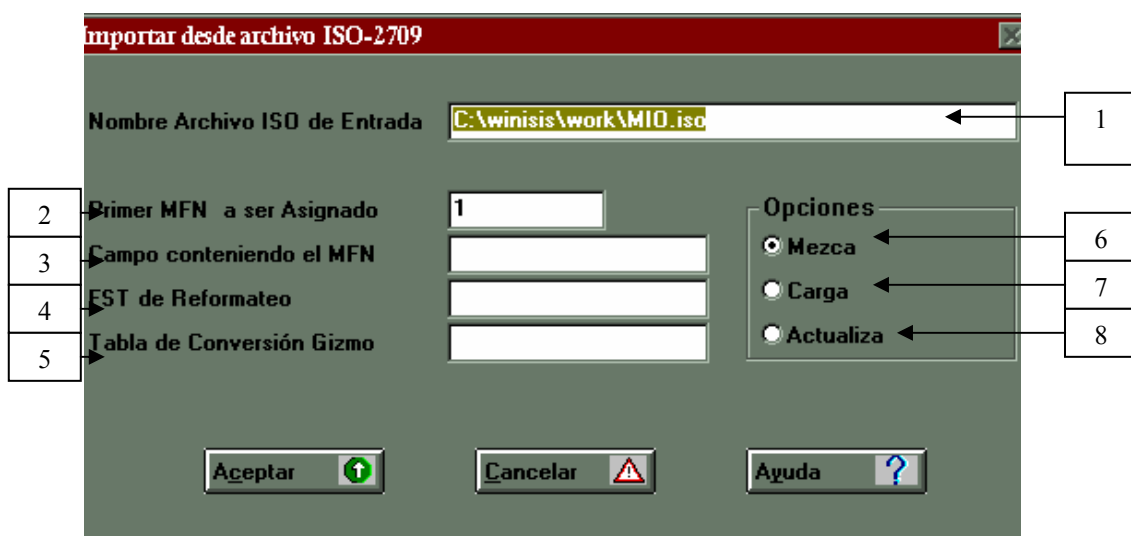 Importar desde archivo ISO-2709
Nombre Archivo ISO de Entrada C:\winisis\work\MIO.iso 1
2 Primer MFN a ser Asignado 1 Opciones
3 Campo conteniendo el MFN Mezca 6
4 FST de Reformateo Carga 7
5 Tabla de Conversión Gizmo Actualiza 8
Aceptar Cancelar Ayuda ?